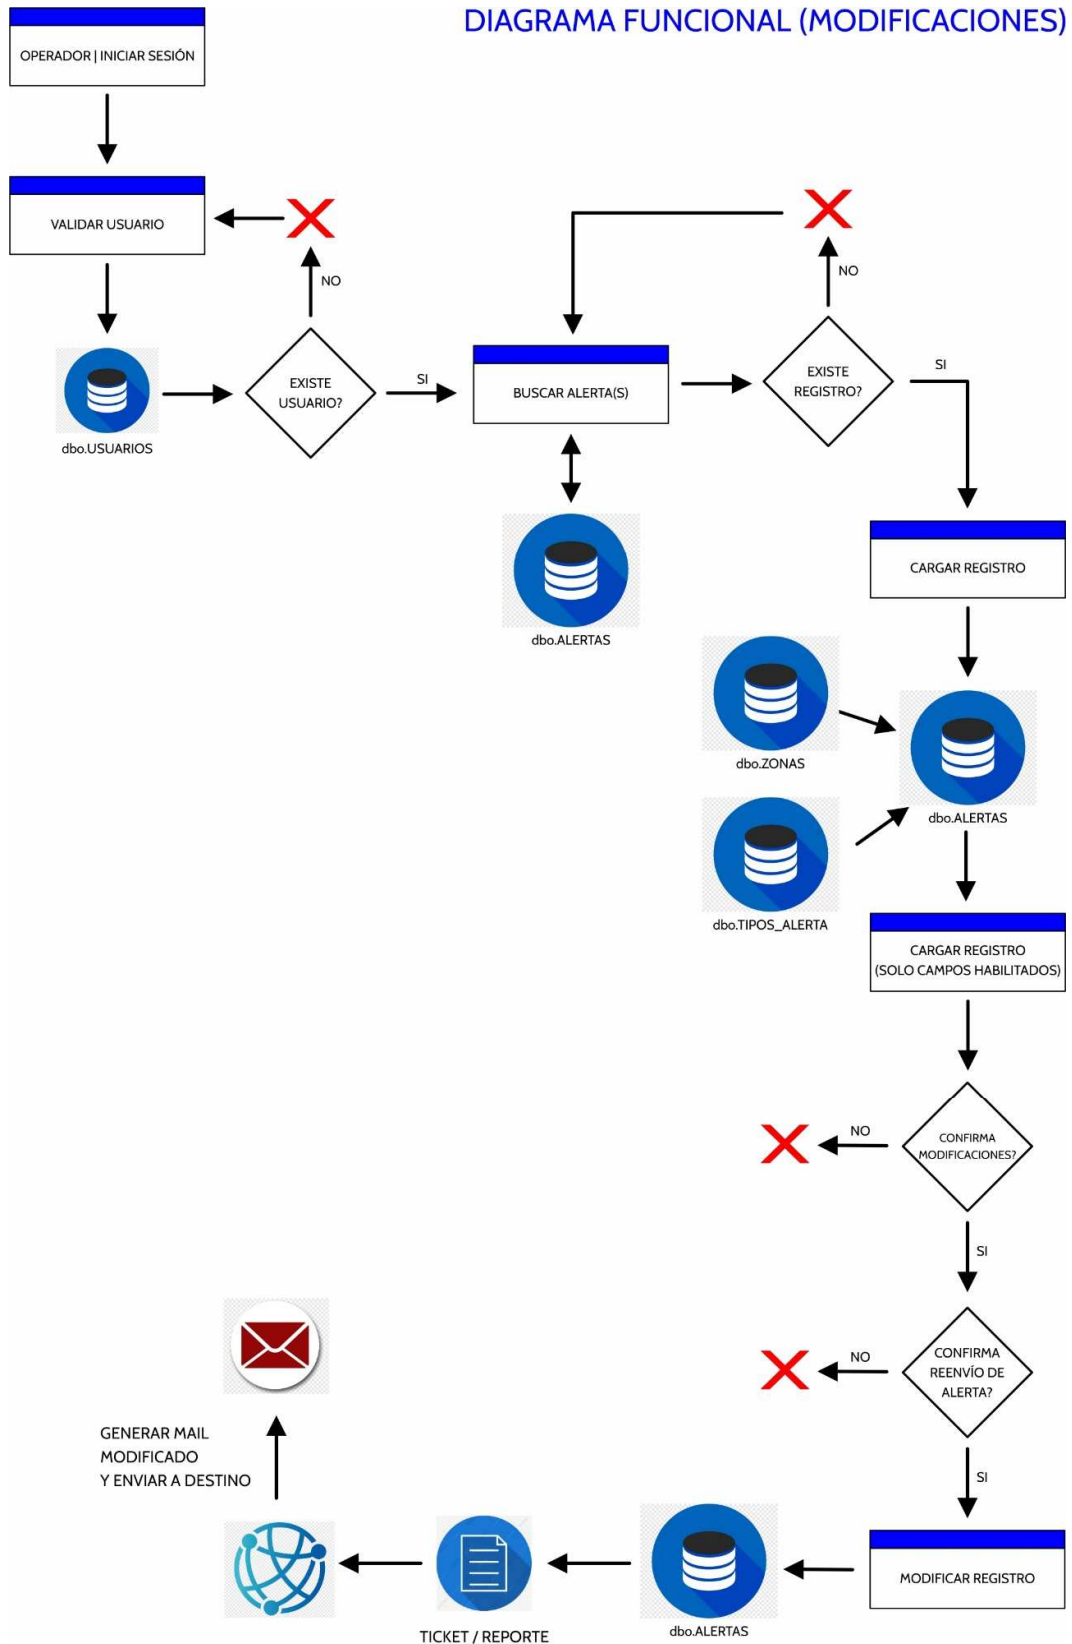 DIAGRAMA FUNCIONAL (MODIFICACIONES)
OPERADOR | INICIAR SESIÓN
VALIDAR USUARIO
NO
NO
EXISTE
USUARIO?
SI
BUSCAR ALERTA(S)
EXISTE
REGISTRO?
SI
dbo.USUARIOS
dbo.ALERTAS
CARGAR REGISTRO
dbo.ZONAS
dbo.ALERTAS
dbo.TIPOS_ALERTA
CARGAR REGISTRO
(SOLO CAMPOS HABILITADOS)
NO
CONFIRMA
MODIFICACIONES?
SI
NO
CONFIRMA
REENVÍO DE
ALERTA?
SI
GENERAR MAIL
MODIFICADO
Y ENVIAR A DESTINO
MODIFICAR REGISTRO
dbo.ALERTAS
TICKET / REPORTE